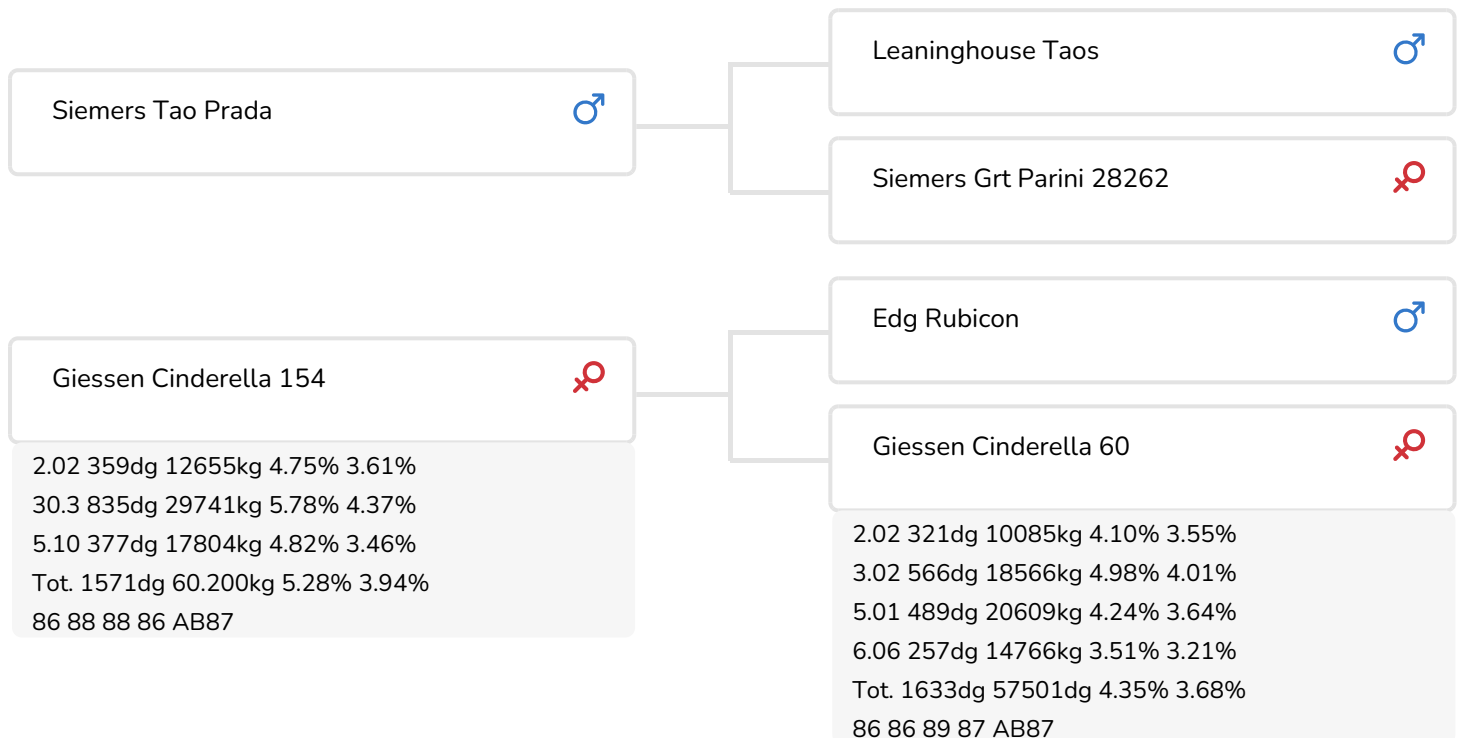 Siemers Tao Prada
Leaninghouse Taos
Siemers Grt Parini 28262
Giessen Cinderella 154
2.02 359dg 12655kg 4.75% 3.61%
30.3 835dg 29741kg 5.78% 4.37%
5.10 377dg 17804kg 4.82% 3.46%
Tot. 1571dg 60.200kg 5.28% 3.94%
86 88 88 86 AB87
Edg Rubicon
Giessen Cinderella 60
2.02 321dg 10085kg 4.10% 3.55%
3.02 566dg 18566kg 4.98% 4.01%
5.01 489dg 20609kg 4.24% 3.64%
6.06 257dg 14766kg 3.51% 3.21%
Tot. 1633dg 57501dg 4.35% 3.68%
86 86 89 87 AB87